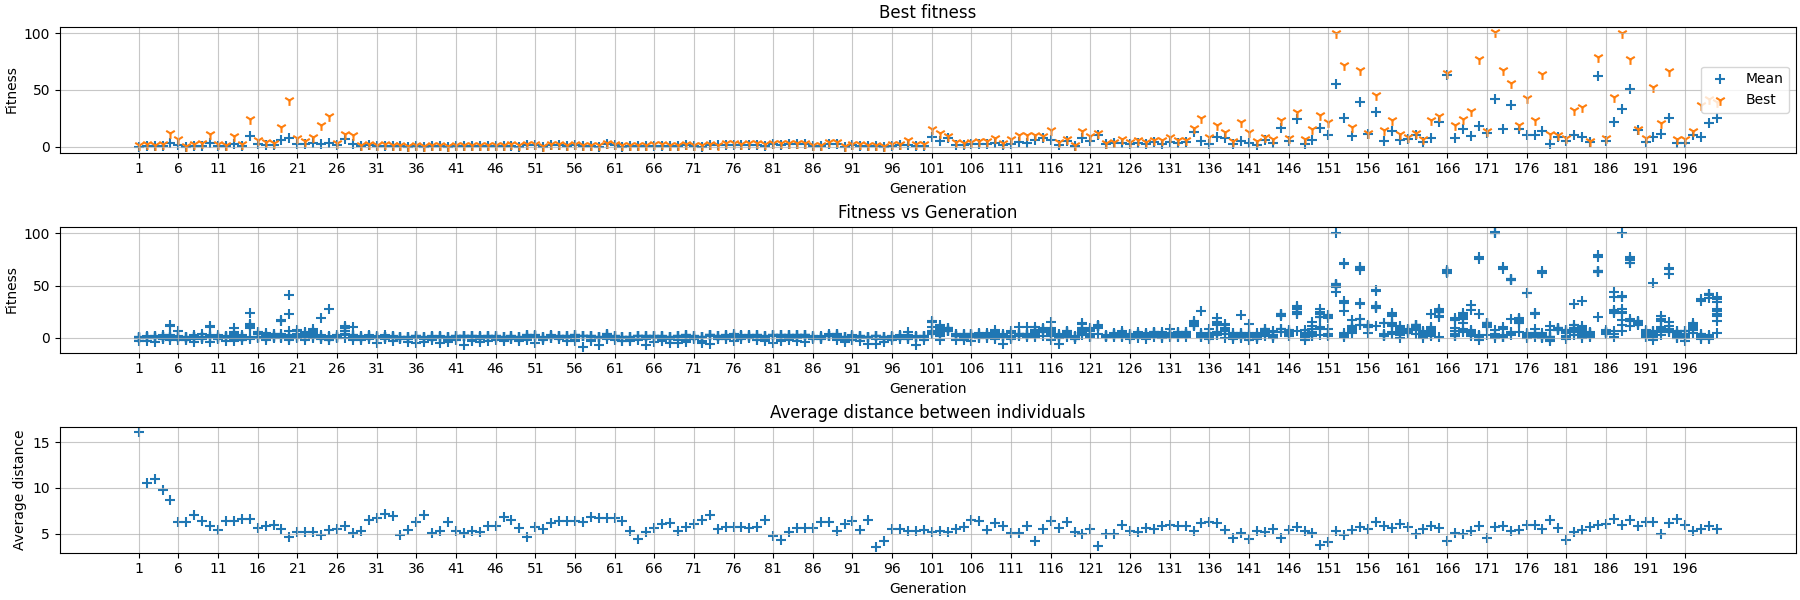 Best fitness
100
50
0
Fitness
Mean
Best
1 6 11 16 21 26 31 36 41 46 51 56 61 66 71 76 81 86 91 96 101 106 111 116 121 126 131 136 141 146 151 156 161 166 171 176 181 186 191 196
Generation
Fitness vs Generation
100
50
0
Fitness
1 6 11 16 21 26 31 36 41 46 51 56 61 66 71 76 81 86 91 96 101 106 111 116 121 126 131 136 141 146 151 156 161 166 171 176 181 186 191 196
Generation
Average distance between individuals
15
10
5
Average distance
1 6 11 16 21 26 31 36 41 46 51 56 61 66 71 76 81 86 91 96 101 106 111 116 121 126 131 136 141 146 151 156 161 166 171 176 181 186 191 196
Generation